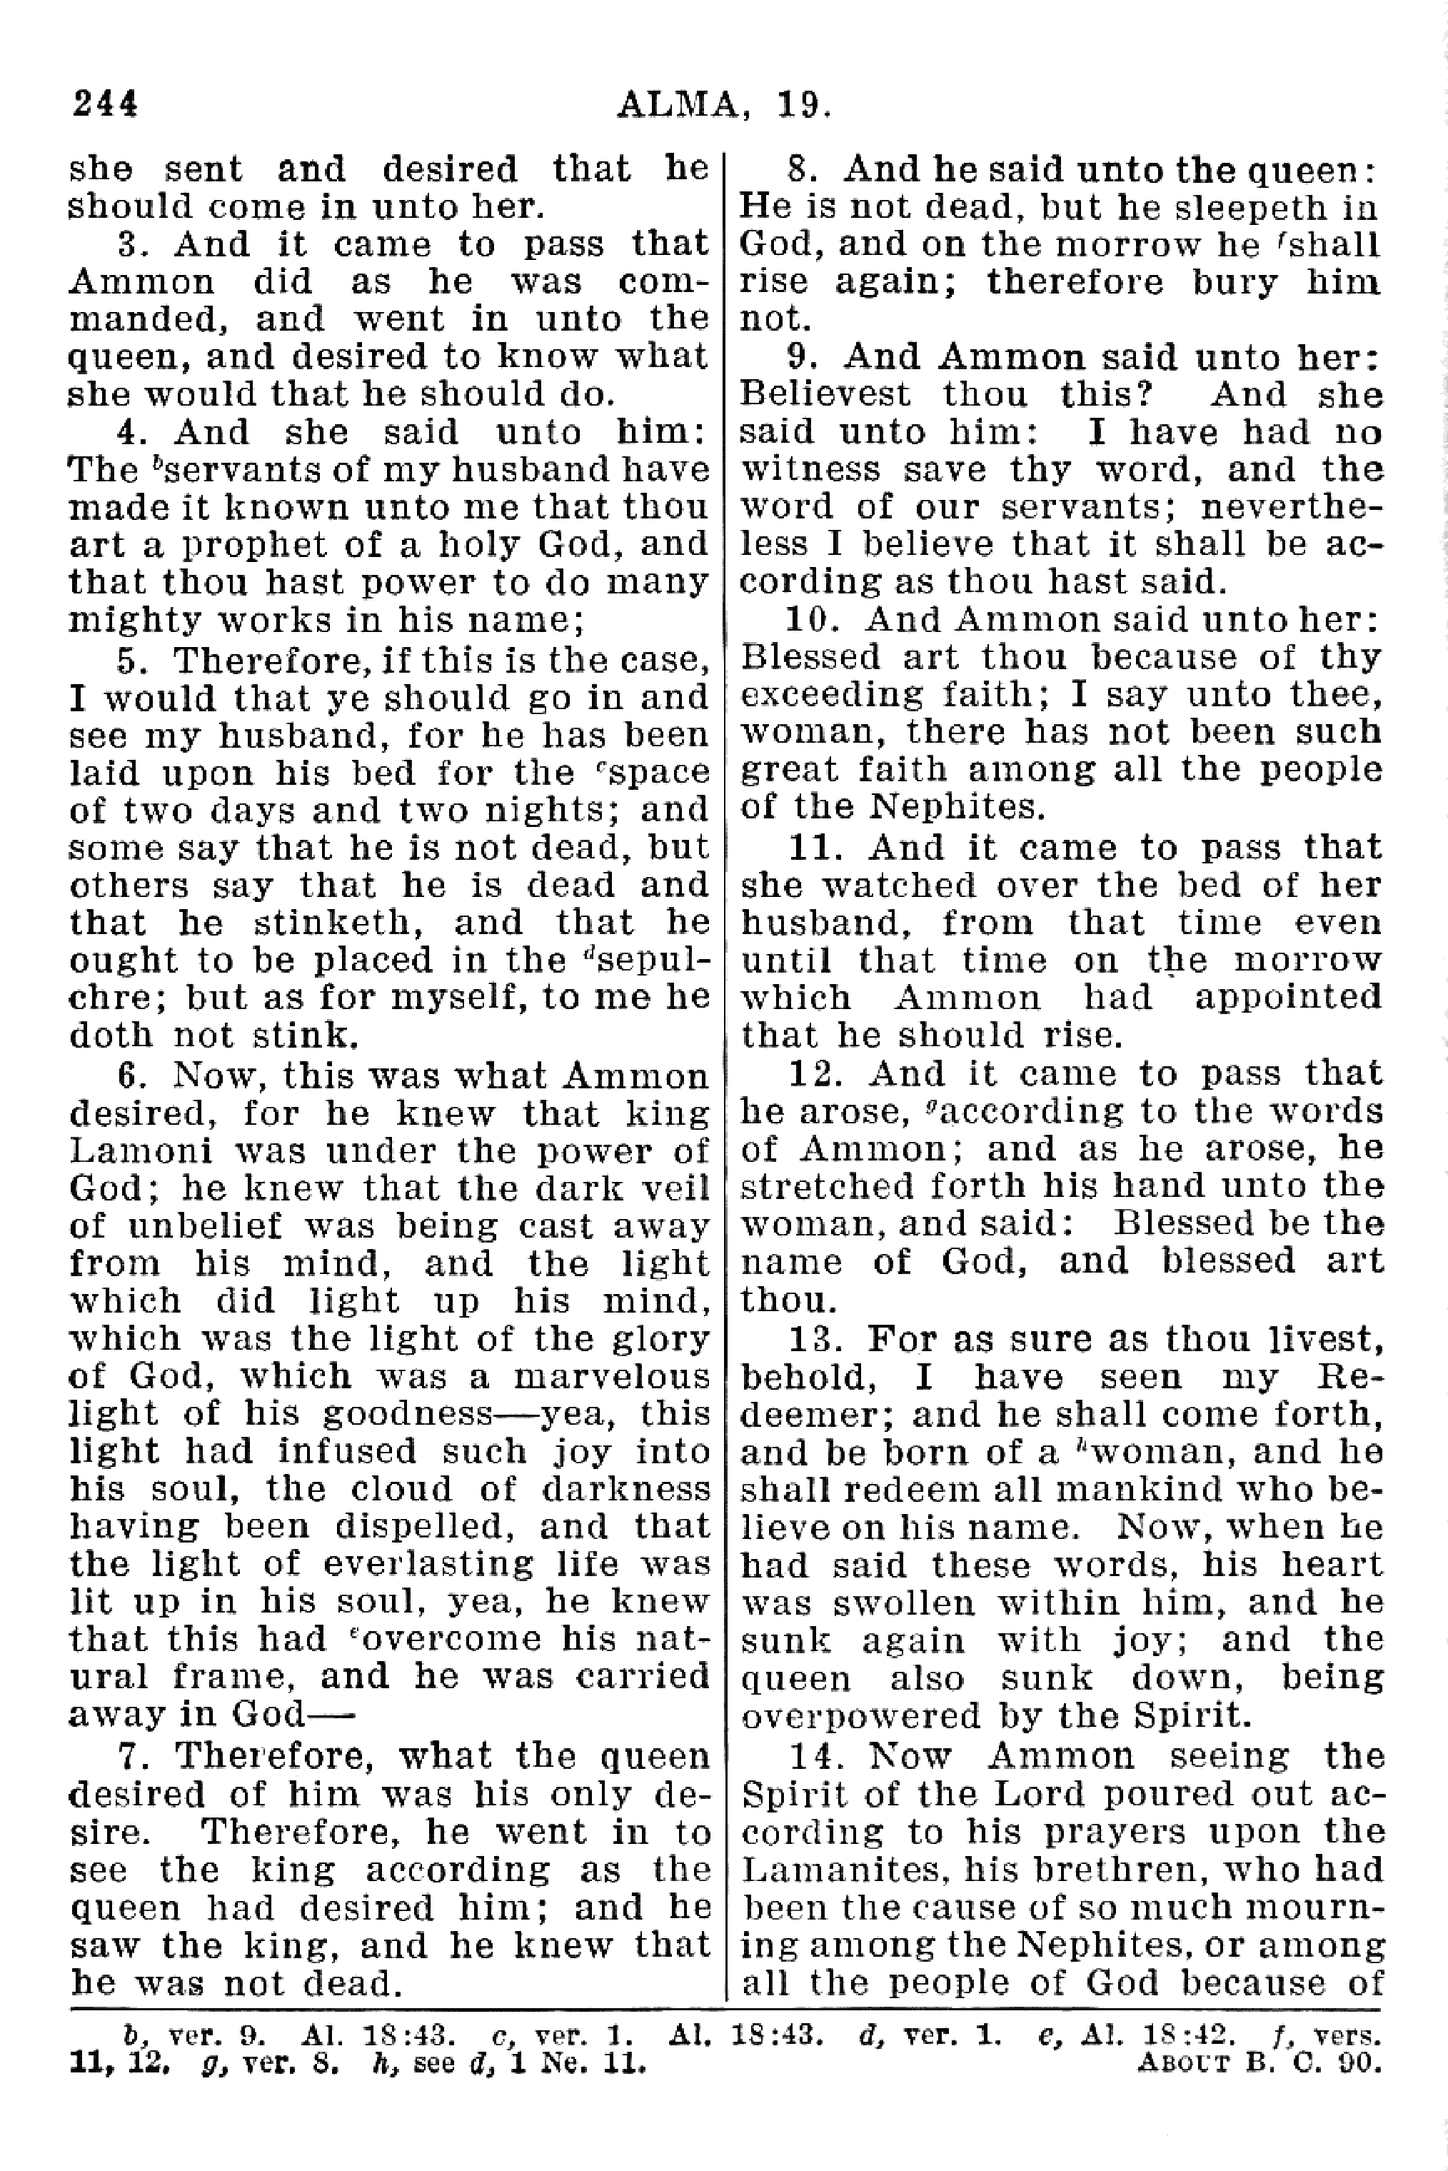 244 ALMA, 19.
she sent and desired that he
should come in unto her.
3. And it came to pass that
Ammon did as he was com-
manded, and went in unto the
queen, and desired to know what
she would that he should do.
4. And she said unto him:
The bservants of my husband have
made it known unto me that thou
art a prophet of a holy God, and
that thou hast power to do many
mighty works in his name;
5. Therefore, if this is the case,
I would that ye should go in and
see my husband, for he has been
laid upon his bed for the cspace
of two days and two nights; and
some say that he is not dead, but
others say that he is dead and
that he stinketh, and that he
ought to be placed in the dsepul-
chre; but as for myself, to me he
doth not stink.
6. Now, this was what Ammon
desired, for he knew that king
Lamoni was under the power of
God; he knew that the dark veil
of unbelief was being cast away
from his mind, and the light
which did light up his mind,
which was the light of the glory
of God, which was a marvelous
light of his goodness—yea, this
light had infused such joy into
his soul, the cloud of darkness
having been dispelled, and that
the light of everlasting life was
lit up in his soul, yea, he knew
that this had eovercome his nat-
ural frame, and he was carried
away in God—
7. Therefore, what the queen
desired of him was his only de-
sire. Therefore, he went in to
see the king according as the
queen had desired him; and he
saw the king, and he knew that
he was not dead.
8. And he said unto the queen:
He is not dead, but he sleepeth in
God, and on the morrow he fshall
rise again; therefore bury him
not.
9. And Ammon said unto her:
Believest thou this? And she
said unto him: I have had no
witness save thy word, and the
word of our servants; neverthe-
less I believe that it shall be ac-
cording as thou hast said.
10. And Ammon said unto her:
Blessed art thou because of thy
exceeding faith; I say unto thee,
woman, there has not been such
great faith among all the people
of the Nephites.
11. And it came to pass that
she watched over the bed of her
husband, from that time even
until that time on the morrow
which Ammon had appointed
that he should rise.
12. And it came to pass that
he arose, gaccording to the words
of Ammon; and as he arose, he
stretched forth his hand unto the
woman, and said: Blessed be the
name of God, and blessed art
thou.
13. For as sure as thou livest,
behold, I have seen my Re-
deemer; and he shall come forth,
and be born of a hwoman, and he
shall redeem all mankind who be-
lieve on his name. Now, when he
had said these words, his heart
was swollen within him, and he
sunk again with joy; and the
queen also sunk down, being
overpowered by the Spirit.
14. Now Ammon seeing the
Spirit of the Lord poured out ac-
cording to his prayers upon the
Lamanites, his brethren, who had
been the cause of so much mourn-
ing among the Nephites, or among
all the people of God because of
b, ver. 9. Al. 18:43. c, ver. 1. Al. 18:43. d, ver. 1. e, Al. 18:42. f, vers.
11, 12. g, ver. 8. h, see d, 1 Ne. 11. ABOUT B. C. 90.